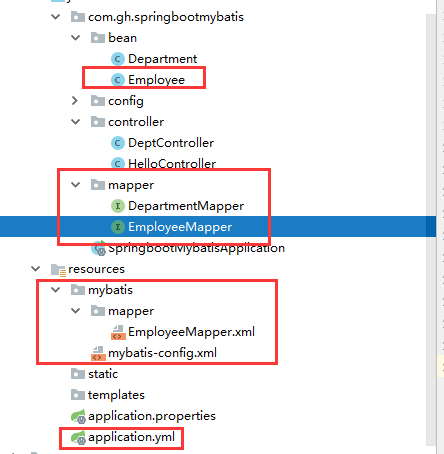 com.gh.springbootmybatis
bean
Department
Employee
config
controller
DeptController
HelloController
mapper
DepartmentMapper
EmployeeMapper
SpringbootMybatisApplication
resources
mybatis
mapper
EmployeeMapper.xml
mybatis-config.xml
static
templates
application.properties
application.yml